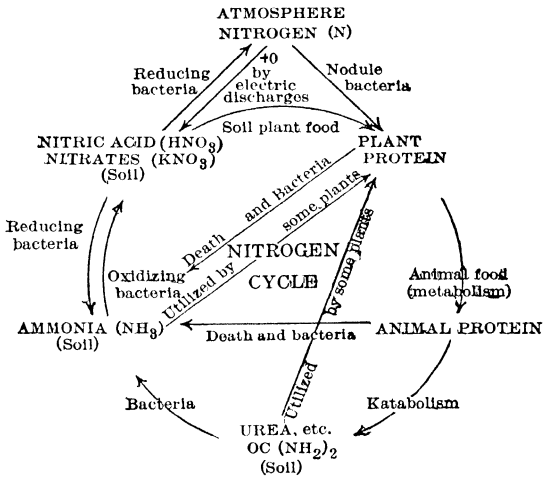 ATMOSPHERE
NITROGEN (N)
Reducing
bacteria
+O
by
electric
discharges
Nodule
bacteria
Soil plant food
NITRIC ACID (HNO3)
NITRATES (KNO3)
(Soil)
PLANT
PROTEIN
Death and Bacteria
Utilized by some plants
Utilized by some plants
Reducing
bacteria
Oxidizing
bacteria
NITROGEN
CYCLE
Animal food
(metabolism)
AMMONIA (NH3)
(Soil)
Death and bacteria
ANIMAL PROTEIN
Bacteria
Katabolism
UREA, etc.
OC (NH2)2
(Soil)